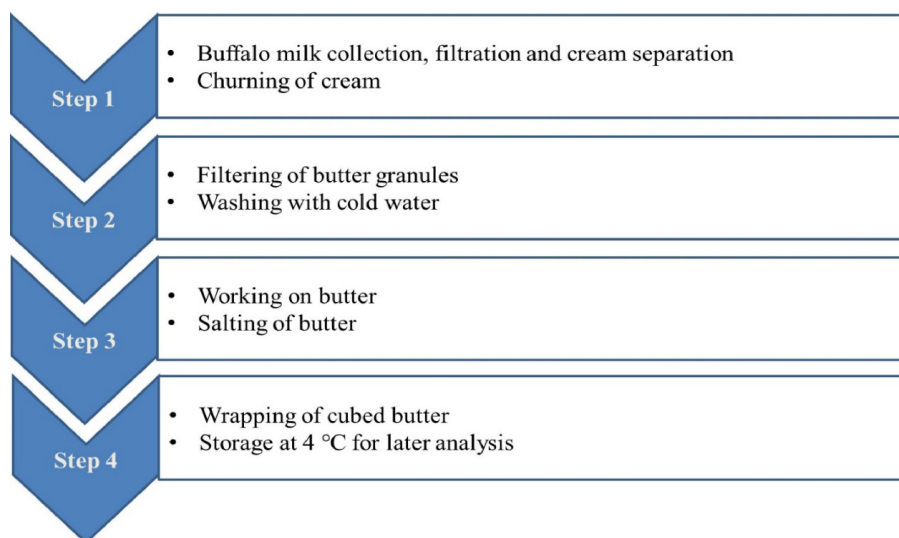 Step 1
• Buffalo milk collection, filtration and cream separation
• Churning of cream
Step 2
• Filtering of butter granules
• Washing with cold water
Step 3
• Working on butter
• Salting of butter
Step 4
• Wrapping of cubed butter
• Storage at 4 °C for later analysis